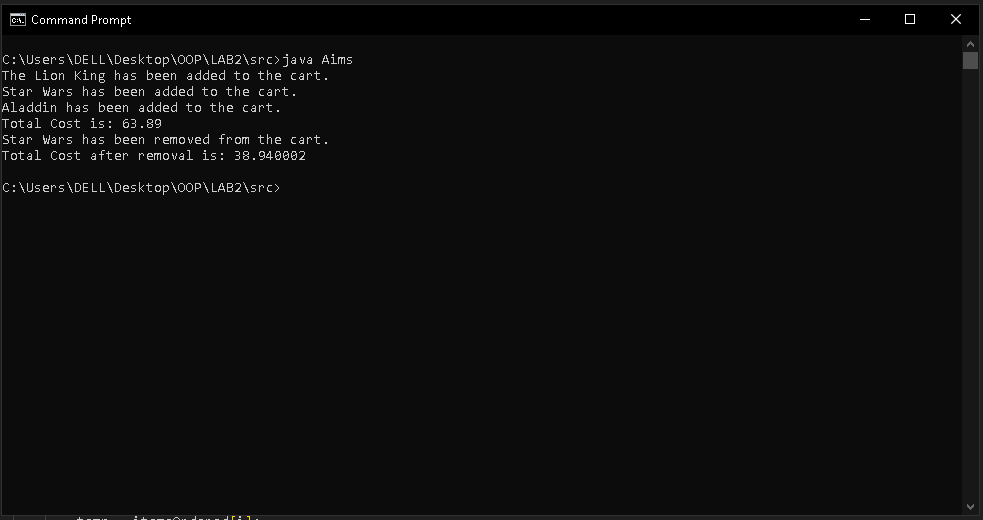 Command Prompt
C:\Users\DELL\Desktop\OOP\LAB2\src>java Aims
The Lion King has been added to the cart.
Star Wars has been added to the cart.
Aladdin has been added to the cart.
Total Cost is: 63.89
Star Wars has been removed from the cart.
Total Cost after removal is: 38.940002
C:\Users\DELL\Desktop\OOP\LAB2\src>